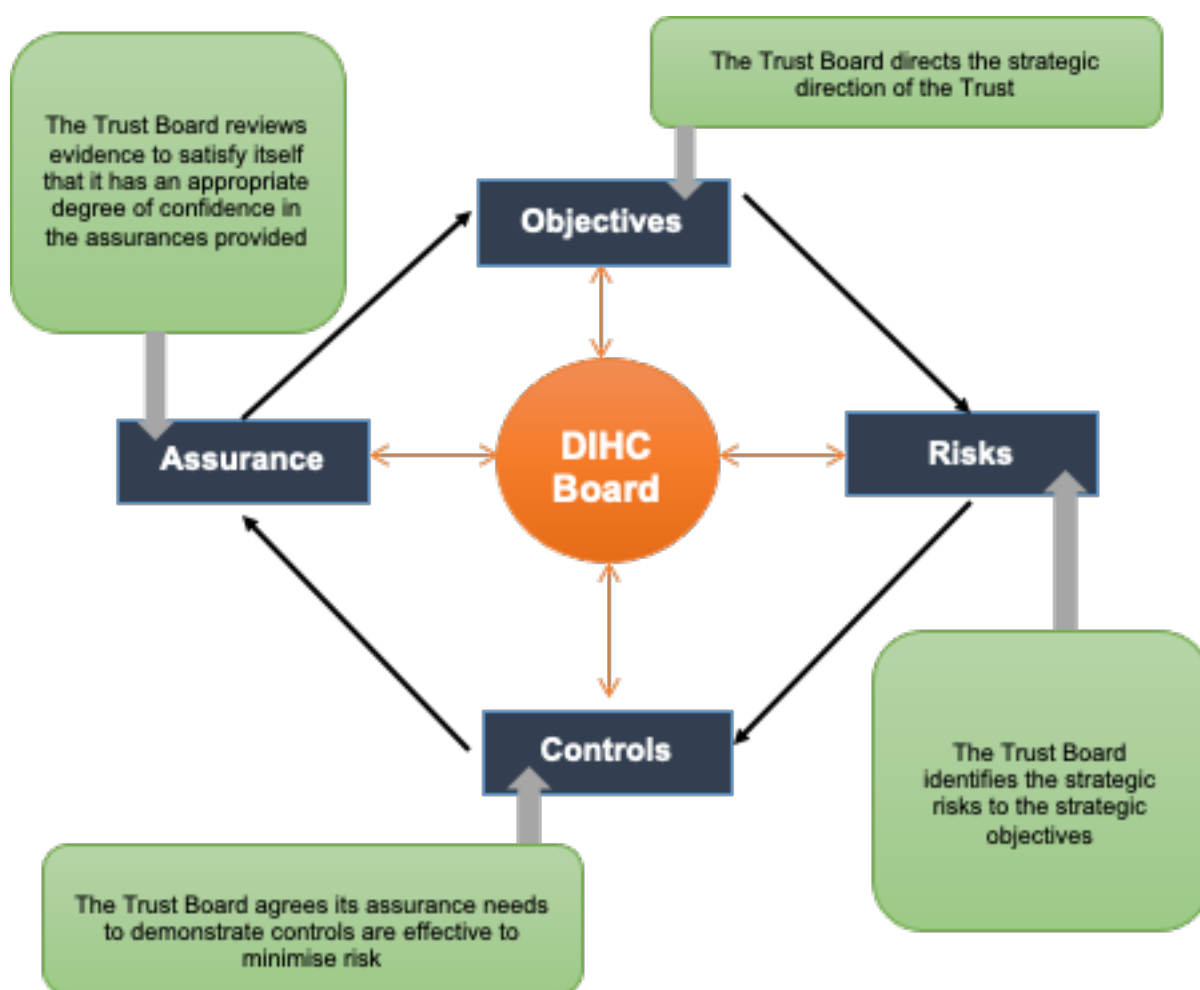 The Trust Board directs the strategic
direction of the Trust
The Trust Board reviews
evidence to satisfy itself
that it has an appropriate
degree of confidence in
the assurances provided
Objectives
Assurance
DIHC
Board
Risks
Controls
The Trust Board
identifies the strategic
risks to the strategic
objectives
The Trust Board agrees its assurance needs
to demonstrate controls are effective to
minimise risk